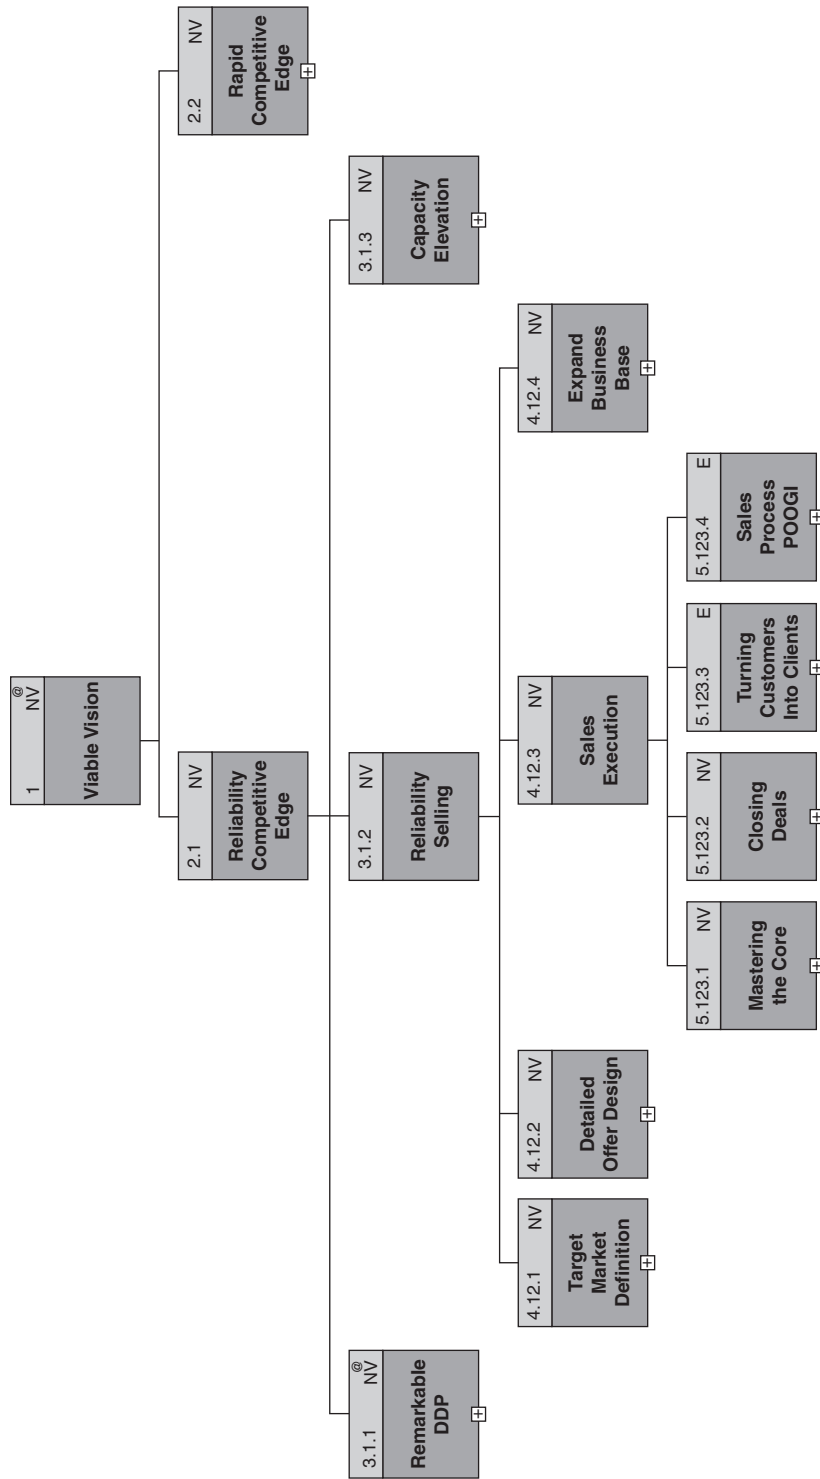 1 NV @
Viable Vision
2.1 NV
Reliability
Competitive
Edge
2.2 NV
Rapid
Competitive
Edge
+
3.1.1 NV @
Remarkable
DDP
+
3.1.2 NV
Reliability
Selling
3.1.3 NV
Capacity
Elevation
+
4.12.1 NV
Target
Market
Definition
+
4.12.2 NV
Detailed
Offer Design
+
4.12.3 NV
Sales
Execution
4.12.4 NV
Expand
Business
Base
+
5.123.1 NV
Mastering
the Core
+
5.123.2 NV
Closing
Deals
+
5.123.3 E
Turning
Customers
Into Clients
+
5.123.4 E
Sales
Process
POOGI
+